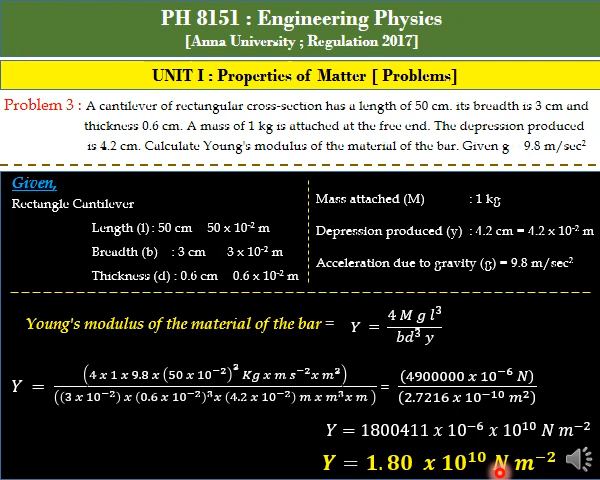 PH 8151 : Engineering Physics
[Anna University ; Regulation 2017]
UNIT I : Properties of Matter [ Problems]
Problem 3 : A cantilever of rectangular cross-section has a length of 50 cm. its breadth is 3 cm and
thickness 0.6 cm. A mass of 1 kg is attached at the free end. The depression produced
is 4.2 cm. Calculate Young's modulus of the material of the bar. Given g 9.8 m/sec²
Given,
Rectangle Cantilever
Length (l) : 50 cm 50 x 10⁻² m
Breadth (b) : 3 cm 3 x 10⁻² m
Thickness (d) : 0.6 cm 0.6 x 10⁻² m
Mass attached (M) : 1 kg
Depression produced (y) : 4.2 cm = 4.2 x 10⁻² m
Acceleration due to gravity (g) = 9.8 m/sec²
Young's modulus of the material of the bar = Y = 4 M g l³ / bd³ y
Y = (4 x 1 x 9.8 x (50 x 10⁻²)³ Kg x m s⁻² x m³) / ((3 x 10⁻²) x (0.6 x 10⁻²)³ x (4.2 x 10⁻²) m x m³ x m ) = (4900000 x 10⁻⁶ N) / (2.7216 x 10⁻¹⁰ m²)
Y = 1800411 x 10⁻⁶ x 10¹⁰ N m⁻²
Y = 1.80 x 10¹⁰ N m⁻²